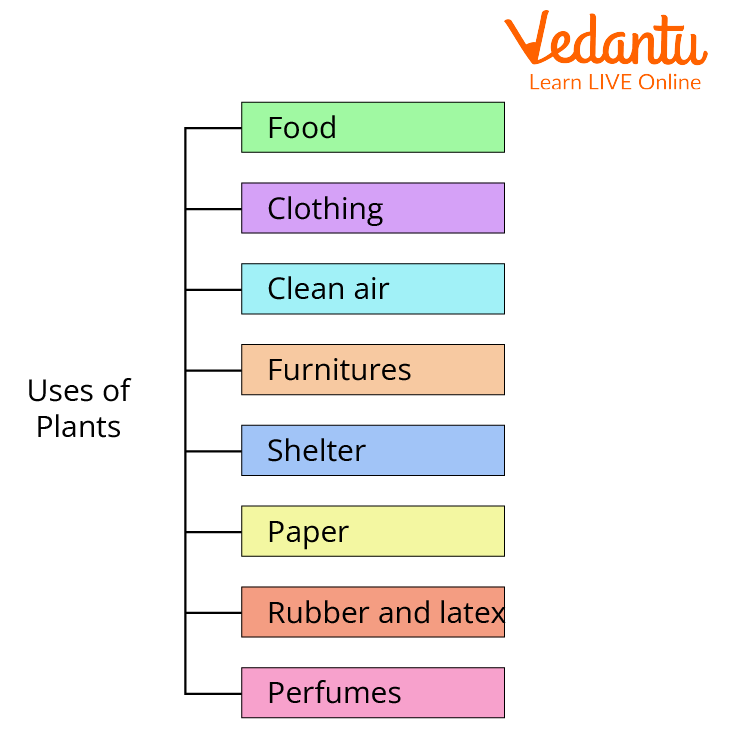 Vedantu
Learn LIVE Online
Food
Clothing
Clean air
Furnitures
Uses of
Plants
Shelter
Paper
Rubber and latex
Perfumes